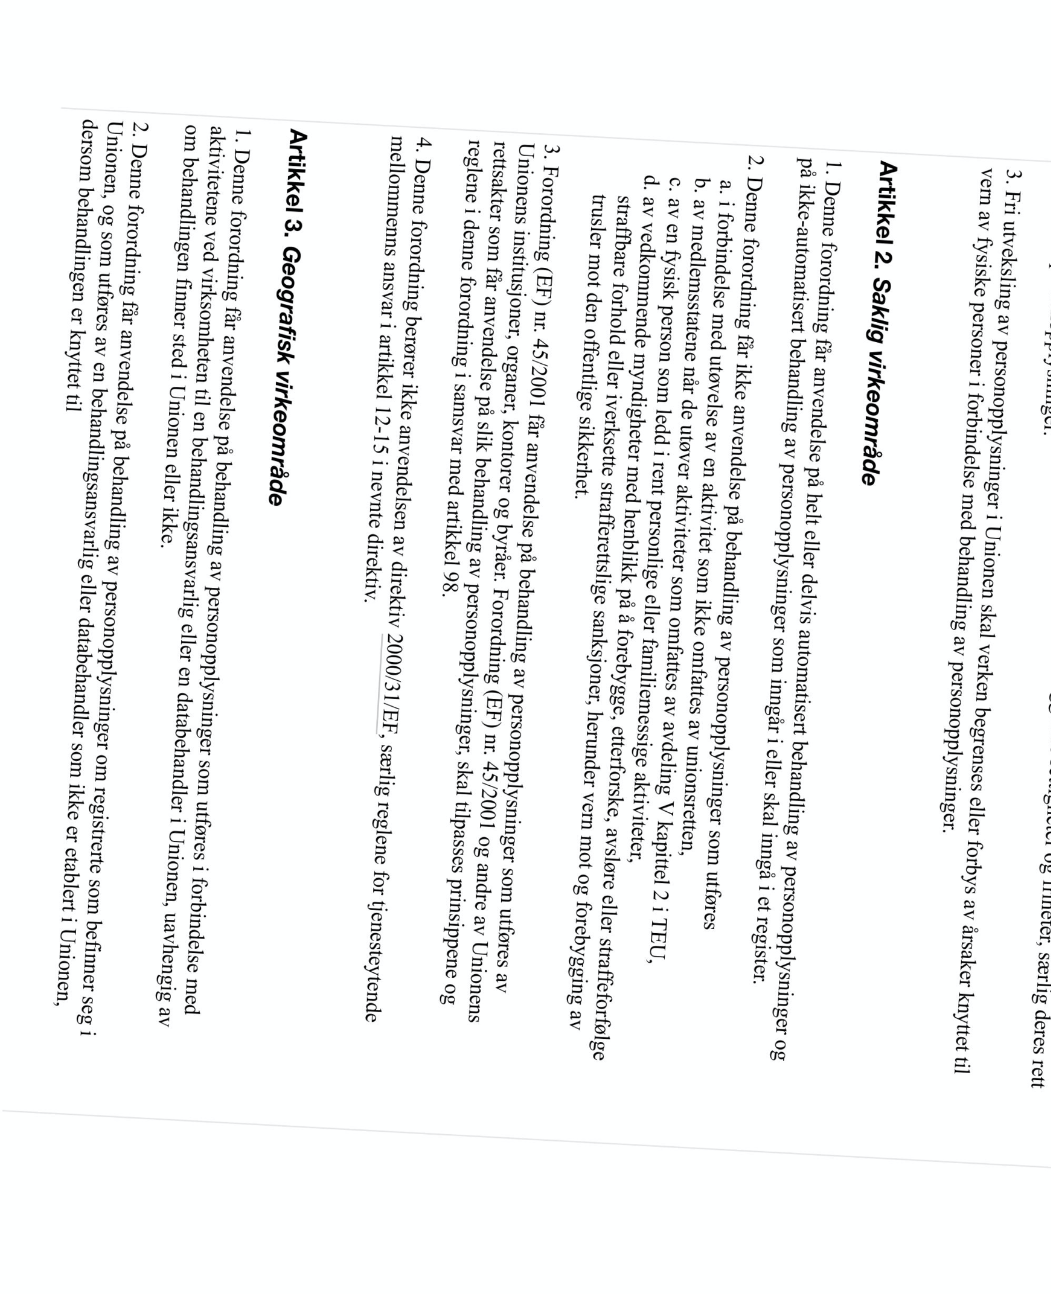 og friheter, særlig deres rett
3. Fri utveksling av personopplysninger i Unionen skal verken begrenses eller forbys av årsaker knyttet til
vern av fysiske personer i forbindelse med behandling av personopplysninger.
Artikkel 2. Saklig virkeområde
1. Denne forordning får anvendelse på helt eller delvis automatisert behandling av personopplysninger og
på ikke-automatisert behandling av personopplysninger som inngår i eller skal inngå i et register.
2. Denne forordning får ikke anvendelse på behandling av personopplysninger som utføres
a. i forbindelse med utøvelse av en aktivitet som ikke omfattes av unionsretten,
b. av medlemsstatene når de utøver aktiviteter som omfattes av avdeling V kapittel 2 i TEU,
c. av en fysisk person som ledd i rent personlige eller familiemessige aktiviteter,
d. av vedkommende myndigheter med henblikk på å forebygge, etterforske, avsløre eller straffeforfølge
straffbare forhold eller iverksette strafferettslige sanksjoner, herunder vern mot og forebygging av
trusler mot den offentlige sikkerhet.
3. Forordning (EF) nr. 45/2001 får anvendelse på behandling av personopplysninger som utføres av
Unionens institusjoner, organer, kontorer og byråer. Forordning (EF) nr. 45/2001 og andre av Unionens
rettsakter som får anvendelse på slik behandling av personopplysninger, skal tilpasses prinsippene og
reglene i denne forordning i samsvar med artikkel 98.
4. Denne forordning berører ikke anvendelsen av direktiv 2000/31/EF, særlig reglene for tjenesteytende
mellommenns ansvar i artikkel 12-15 i nevnte direktiv.
Artikkel 3. Geografisk virkeområde
1. Denne forordning får anvendelse på behandling av personopplysninger som utføres i forbindelse med
aktivitetene ved virksomheten til en behandlingsansvarlig eller en databehandler i Unionen, uavhengig av
om behandlingen finner sted i Unionen eller ikke.
2. Denne forordning får anvendelse på behandling av personopplysninger om registrerte som befinner seg i
Unionen, og som utføres av en behandlingsansvarlig eller databehandler som ikke er etablert i Unionen,
dersom behandlingen er knyttet til